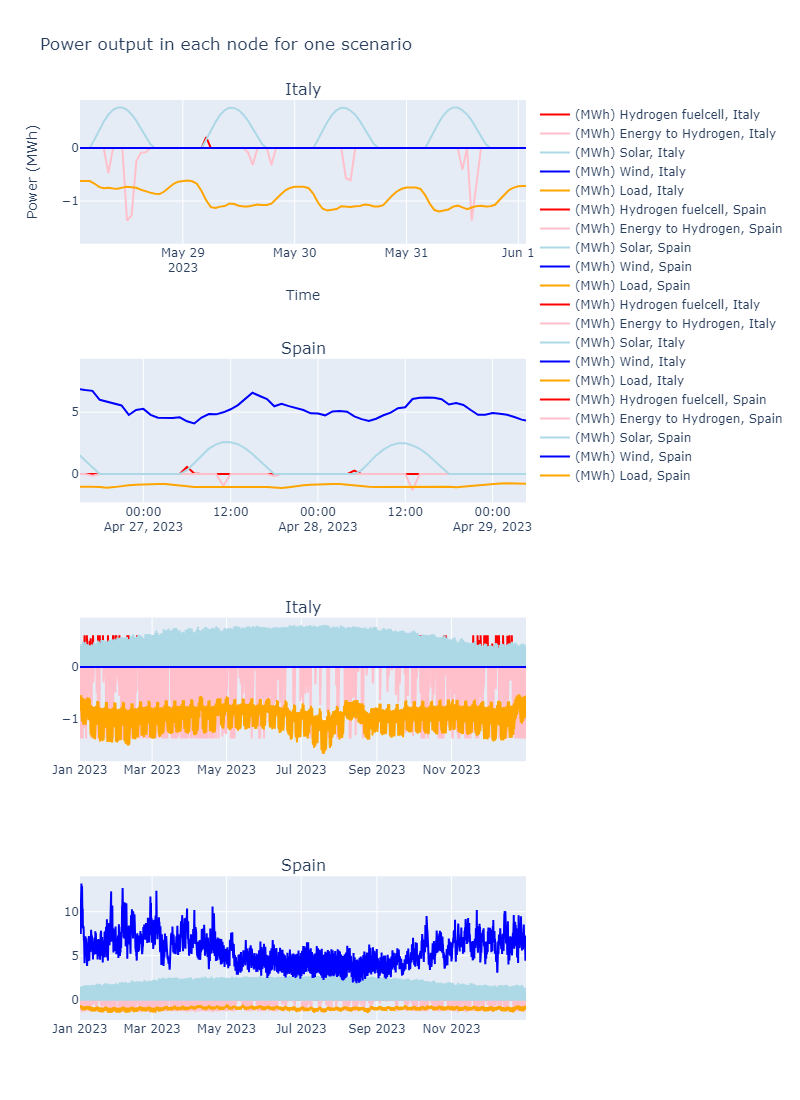 Power output in each node for one scenario
Italy
Power (MWh)
0
−1
May 29
2023
May 30
May 31
Jun 1
Time
(MWh) Hydrogen fuelcell, Italy
(MWh) Energy to Hydrogen, Italy
(MWh) Solar, Italy
(MWh) Wind, Italy
(MWh) Load, Italy
(MWh) Hydrogen fuelcell, Spain
(MWh) Energy to Hydrogen, Spain
(MWh) Solar, Spain
(MWh) Wind, Spain
(MWh) Load, Spain
(MWh) Hydrogen fuelcell, Italy
(MWh) Energy to Hydrogen, Italy
(MWh) Solar, Italy
(MWh) Wind, Italy
(MWh) Load, Italy
(MWh) Hydrogen fuelcell, Spain
(MWh) Energy to Hydrogen, Spain
(MWh) Solar, Spain
(MWh) Wind, Spain
(MWh) Load, Spain
Spain
5
0
00:00 12:00 00:00 12:00 00:00
Apr 27, 2023 Apr 28, 2023 Apr 29, 2023
Italy
0
−1
Jan 2023 Mar 2023 May 2023 Jul 2023 Sep 2023 Nov 2023
Spain
10
5
0
Jan 2023 Mar 2023 May 2023 Jul 2023 Sep 2023 Nov 2023